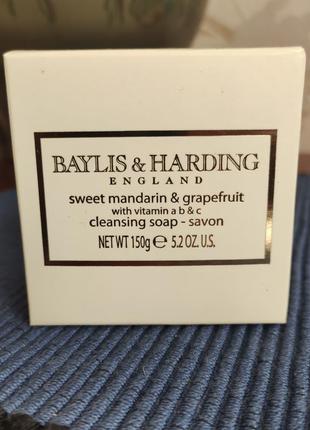 BAYLIS & HARDING
ENGLAND
sweet mandarin & grapefruit
with vitamin a b & c
cleansing soap - savon
NET WT 150g ℮ 5.2 OZ. U.S.